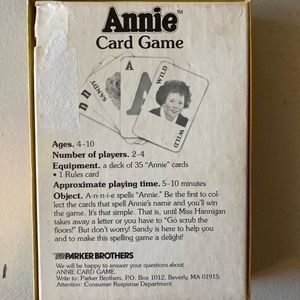 Annie™
Card Game
SANDY
A
WILD
WILD
Ages. 4-10
Number of players. 2-4
Equipment. a deck of 35 "Annie" cards
• 1 Rules card
Approximate playing time. 5-10 minutes
Object. A-n-n-i-e spells "Annie." Be the first to col-
lect the cards that spell Annie's name and you'll win
the game. It's simple. That is, until Miss Hannigan
takes away a letter or you have to "Go scrub the
floors!" But don't worry! Sandy is here to help you
and to make this spelling game a delight!
PARKER BROTHERS
We will be happy to answer your questions about
ANNIE CARD GAME.
Write to: Parker Brothers, P.O. Box 1012, Beverly, MA 01915.
Attention: Consumer Response Department.